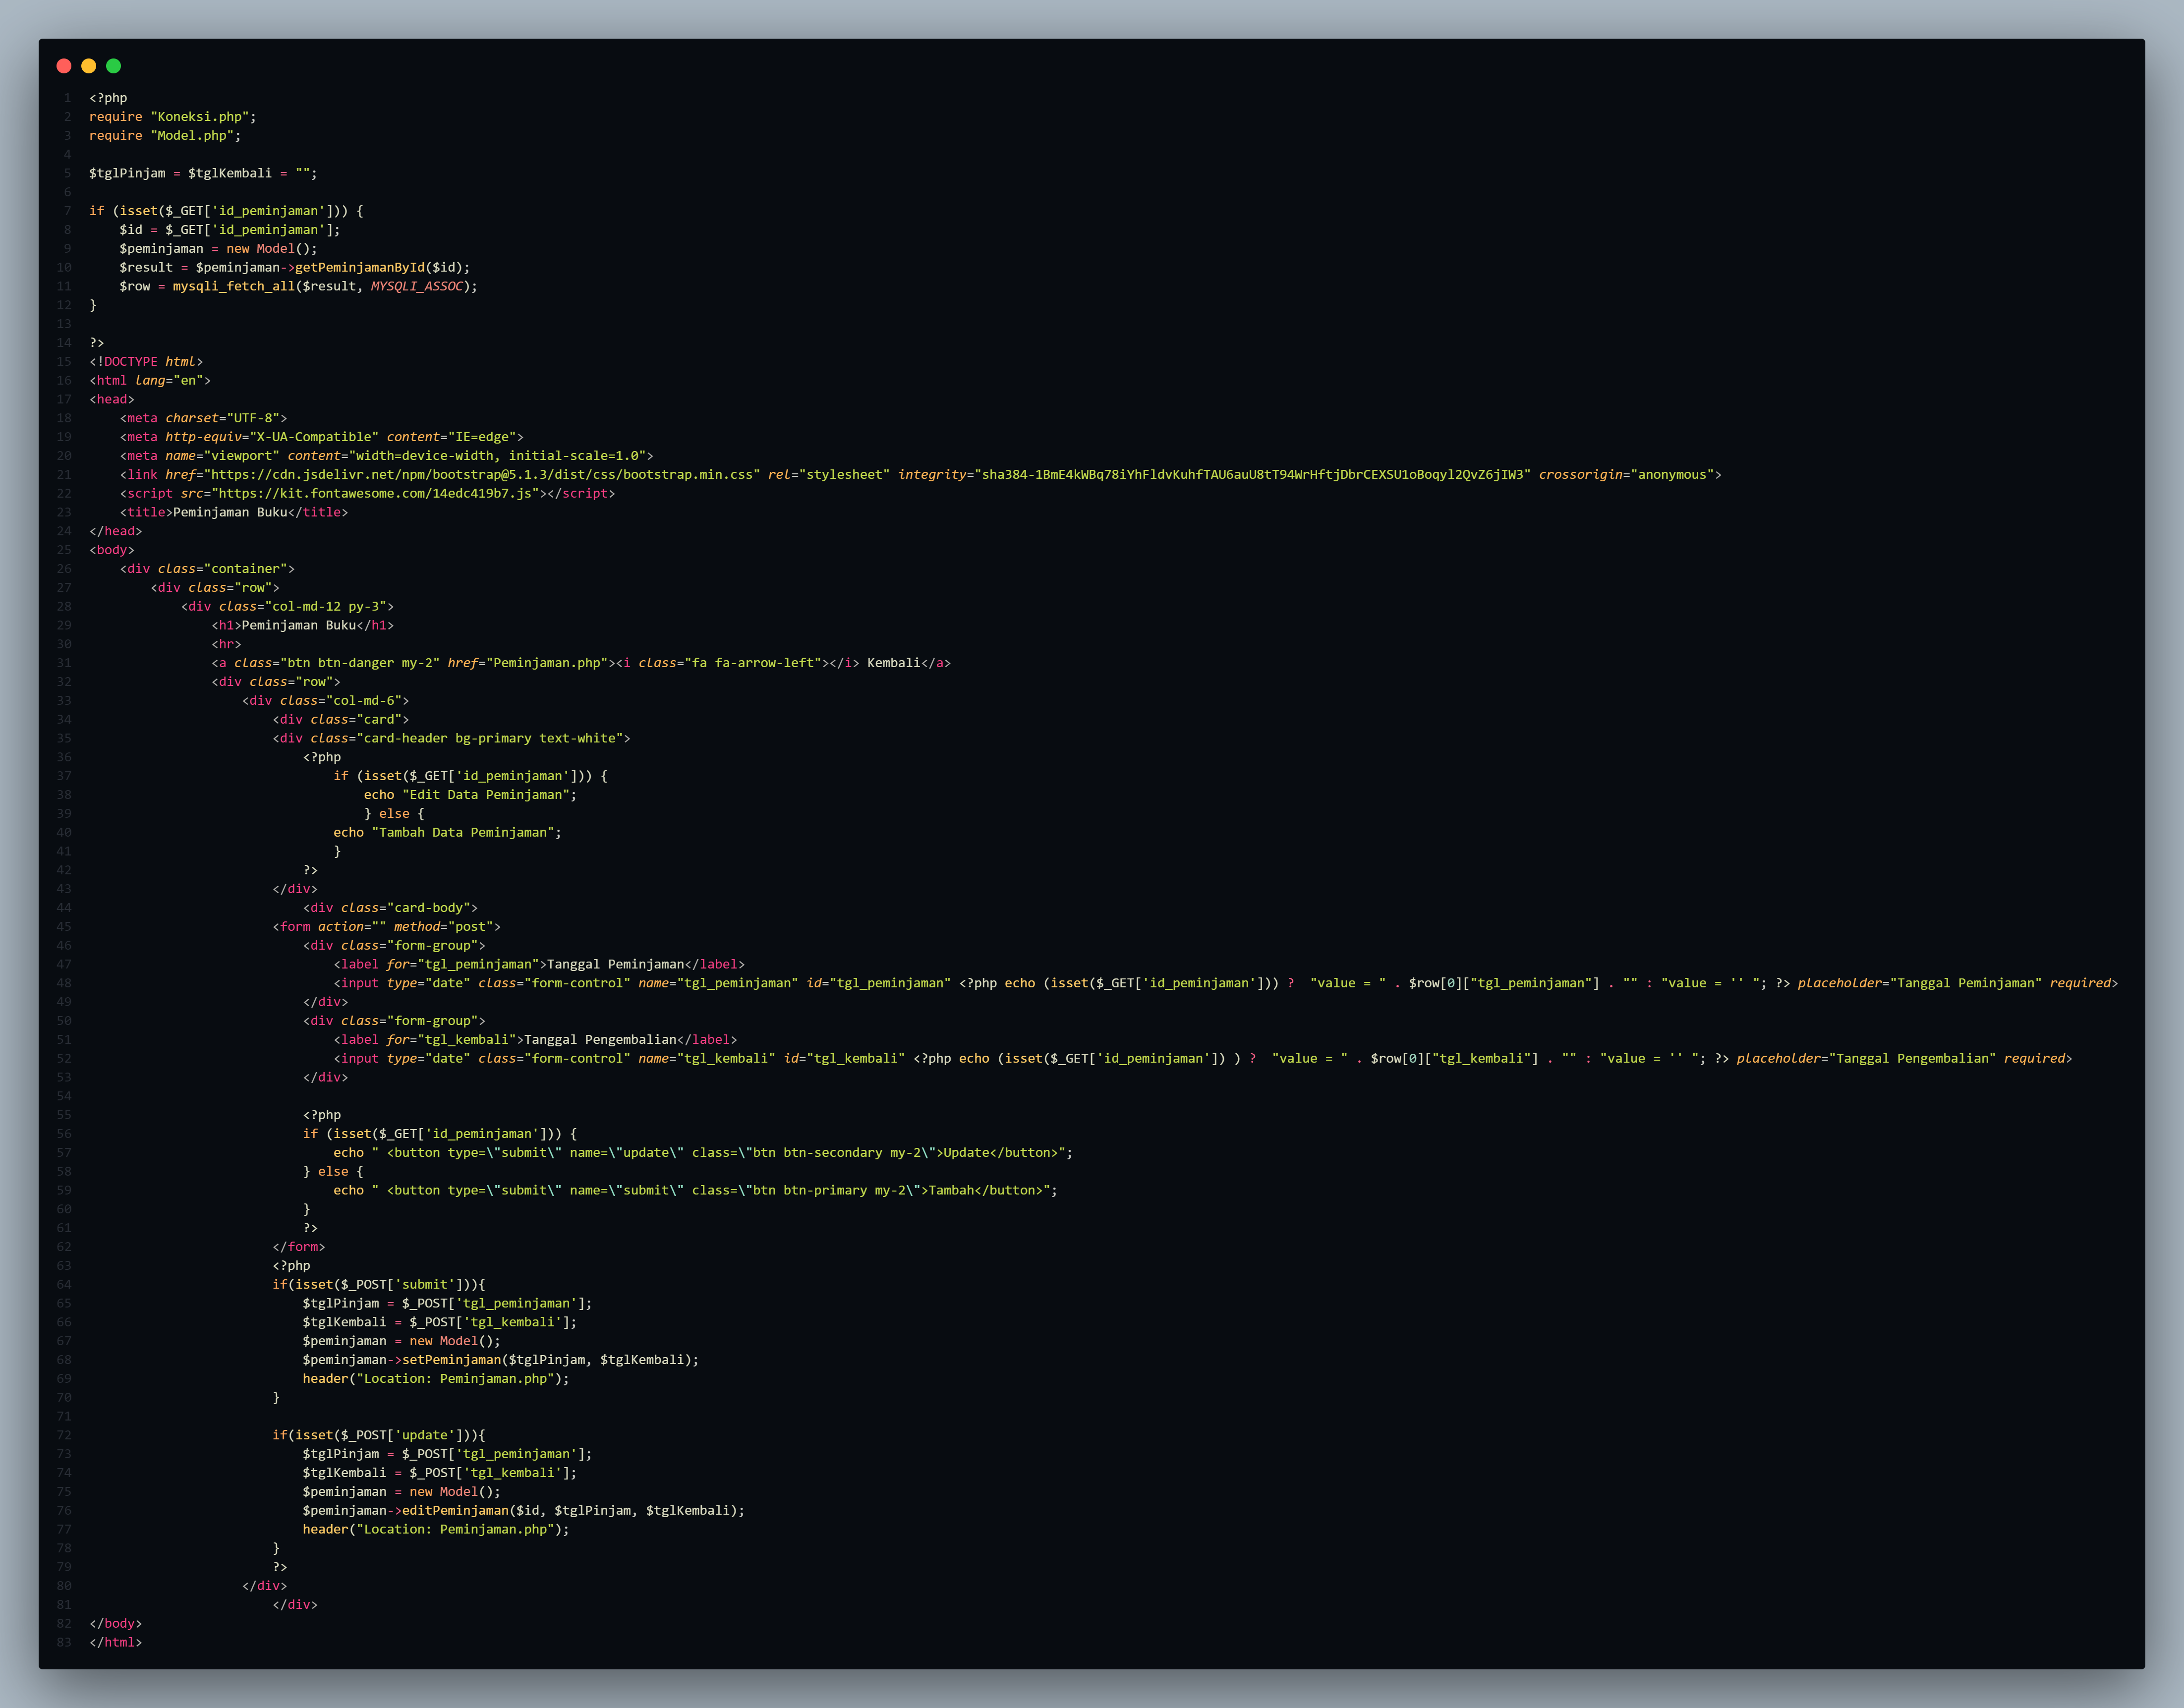 1 <?php
2 require "Koneksi.php";
3 require "Model.php";
4
5 $tglPinjam = $tglKembali = "";
6
7 if (isset($_GET['id_peminjaman'])) {
8     $id = $_GET['id_peminjaman'];
9     $peminjaman = new Model();
10     $result = $peminjaman->getPeminjamanById($id);
11     $row = mysqli_fetch_all($result, MYSQLI_ASSOC);
12 }
13
14 ?>
15 <!DOCTYPE html>
16 <html lang="en">
17 <head>
18     <meta charset="UTF-8">
19     <meta http-equiv="X-UA-Compatible" content="IE=edge">
20     <meta name="viewport" content="width=device-width, initial-scale=1.0">
21     <link href="https://cdn.jsdelivr.net/npm/bootstrap@5.1.3/dist/css/bootstrap.min.css" rel="stylesheet" integrity="sha384-1BmE4kWBq78iYhFldvKuhfTAU6auU8tT94WrHftjDbrCEXSU1oBoqyl2QvZ6jIW3" crossorigin="anonymous">
22     <script src="https://kit.fontawesome.com/14edc419b7.js"></script>
23     <title>Peminjaman Buku</title>
24 </head>
25 <body>
26     <div class="container">
27         <div class="row">
28             <div class="col-md-12 py-3">
29                 <h1>Peminjaman Buku</h1>
30                 <hr>
31                 <a class="btn btn-danger my-2" href="Peminjaman.php"><i class="fa fa-arrow-left"></i> Kembali</a>
32                 <div class="row">
33                     <div class="col-md-6">
34                         <div class="card">
35                         <div class="card-header bg-primary text-white">
36                             <?php
37                                 if (isset($_GET['id_peminjaman'])) {
38                                     echo "Edit Data Peminjaman";
39                                     } else {
40                                 echo "Tambah Data Peminjaman";
41                                 }
42                             ?>
43                         </div>
44                             <div class="card-body">
45                         <form action="" method="post">
46                             <div class="form-group">
47                                 <label for="tgl_peminjaman">Tanggal Peminjaman</label>
48                                 <input type="date" class="form-control" name="tgl_peminjaman" id="tgl_peminjaman" <?php echo (isset($_GET['id_peminjaman'])) ?  "value = " . $row[0]["tgl_peminjaman"] . "" : "value = '' "; ?> placeholder="Tanggal Peminjaman" required>
49                             </div>
50                             <div class="form-group">
51                                 <label for="tgl_kembali">Tanggal Pengembalian</label>
52                                 <input type="date" class="form-control" name="tgl_kembali" id="tgl_kembali" <?php echo (isset($_GET['id_peminjaman']) ) ?  "value = " . $row[0]["tgl_kembali"] . "" : "value = '' "; ?> placeholder="Tanggal Pengembalian" required>
53                             </div>
54
55                             <?php
56                             if (isset($_GET['id_peminjaman'])) {
57                                 echo " <button type=\"submit\" name=\"update\" class=\"btn btn-secondary my-2\">Update</button>";
58                             } else {
59                                 echo " <button type=\"submit\" name=\"submit\" class=\"btn btn-primary my-2\">Tambah</button>";
60                             }
61                             ?>
62                         </form>
63                         <?php
64                         if(isset($_POST['submit'])){
65                             $tglPinjam = $_POST['tgl_peminjaman'];
66                             $tglKembali = $_POST['tgl_kembali'];
67                             $peminjaman = new Model();
68                             $peminjaman->setPeminjaman($tglPinjam, $tglKembali);
69                             header("Location: Peminjaman.php");
70                         }
71
72                         if(isset($_POST['update'])){
73                             $tglPinjam = $_POST['tgl_peminjaman'];
74                             $tglKembali = $_POST['tgl_kembali'];
75                             $peminjaman = new Model();
76                             $peminjaman->editPeminjaman($id, $tglPinjam, $tglKembali);
77                             header("Location: Peminjaman.php");
78                         }
79                         ?>
80                     </div>
81                         </div>
82 </body>
83 </html>